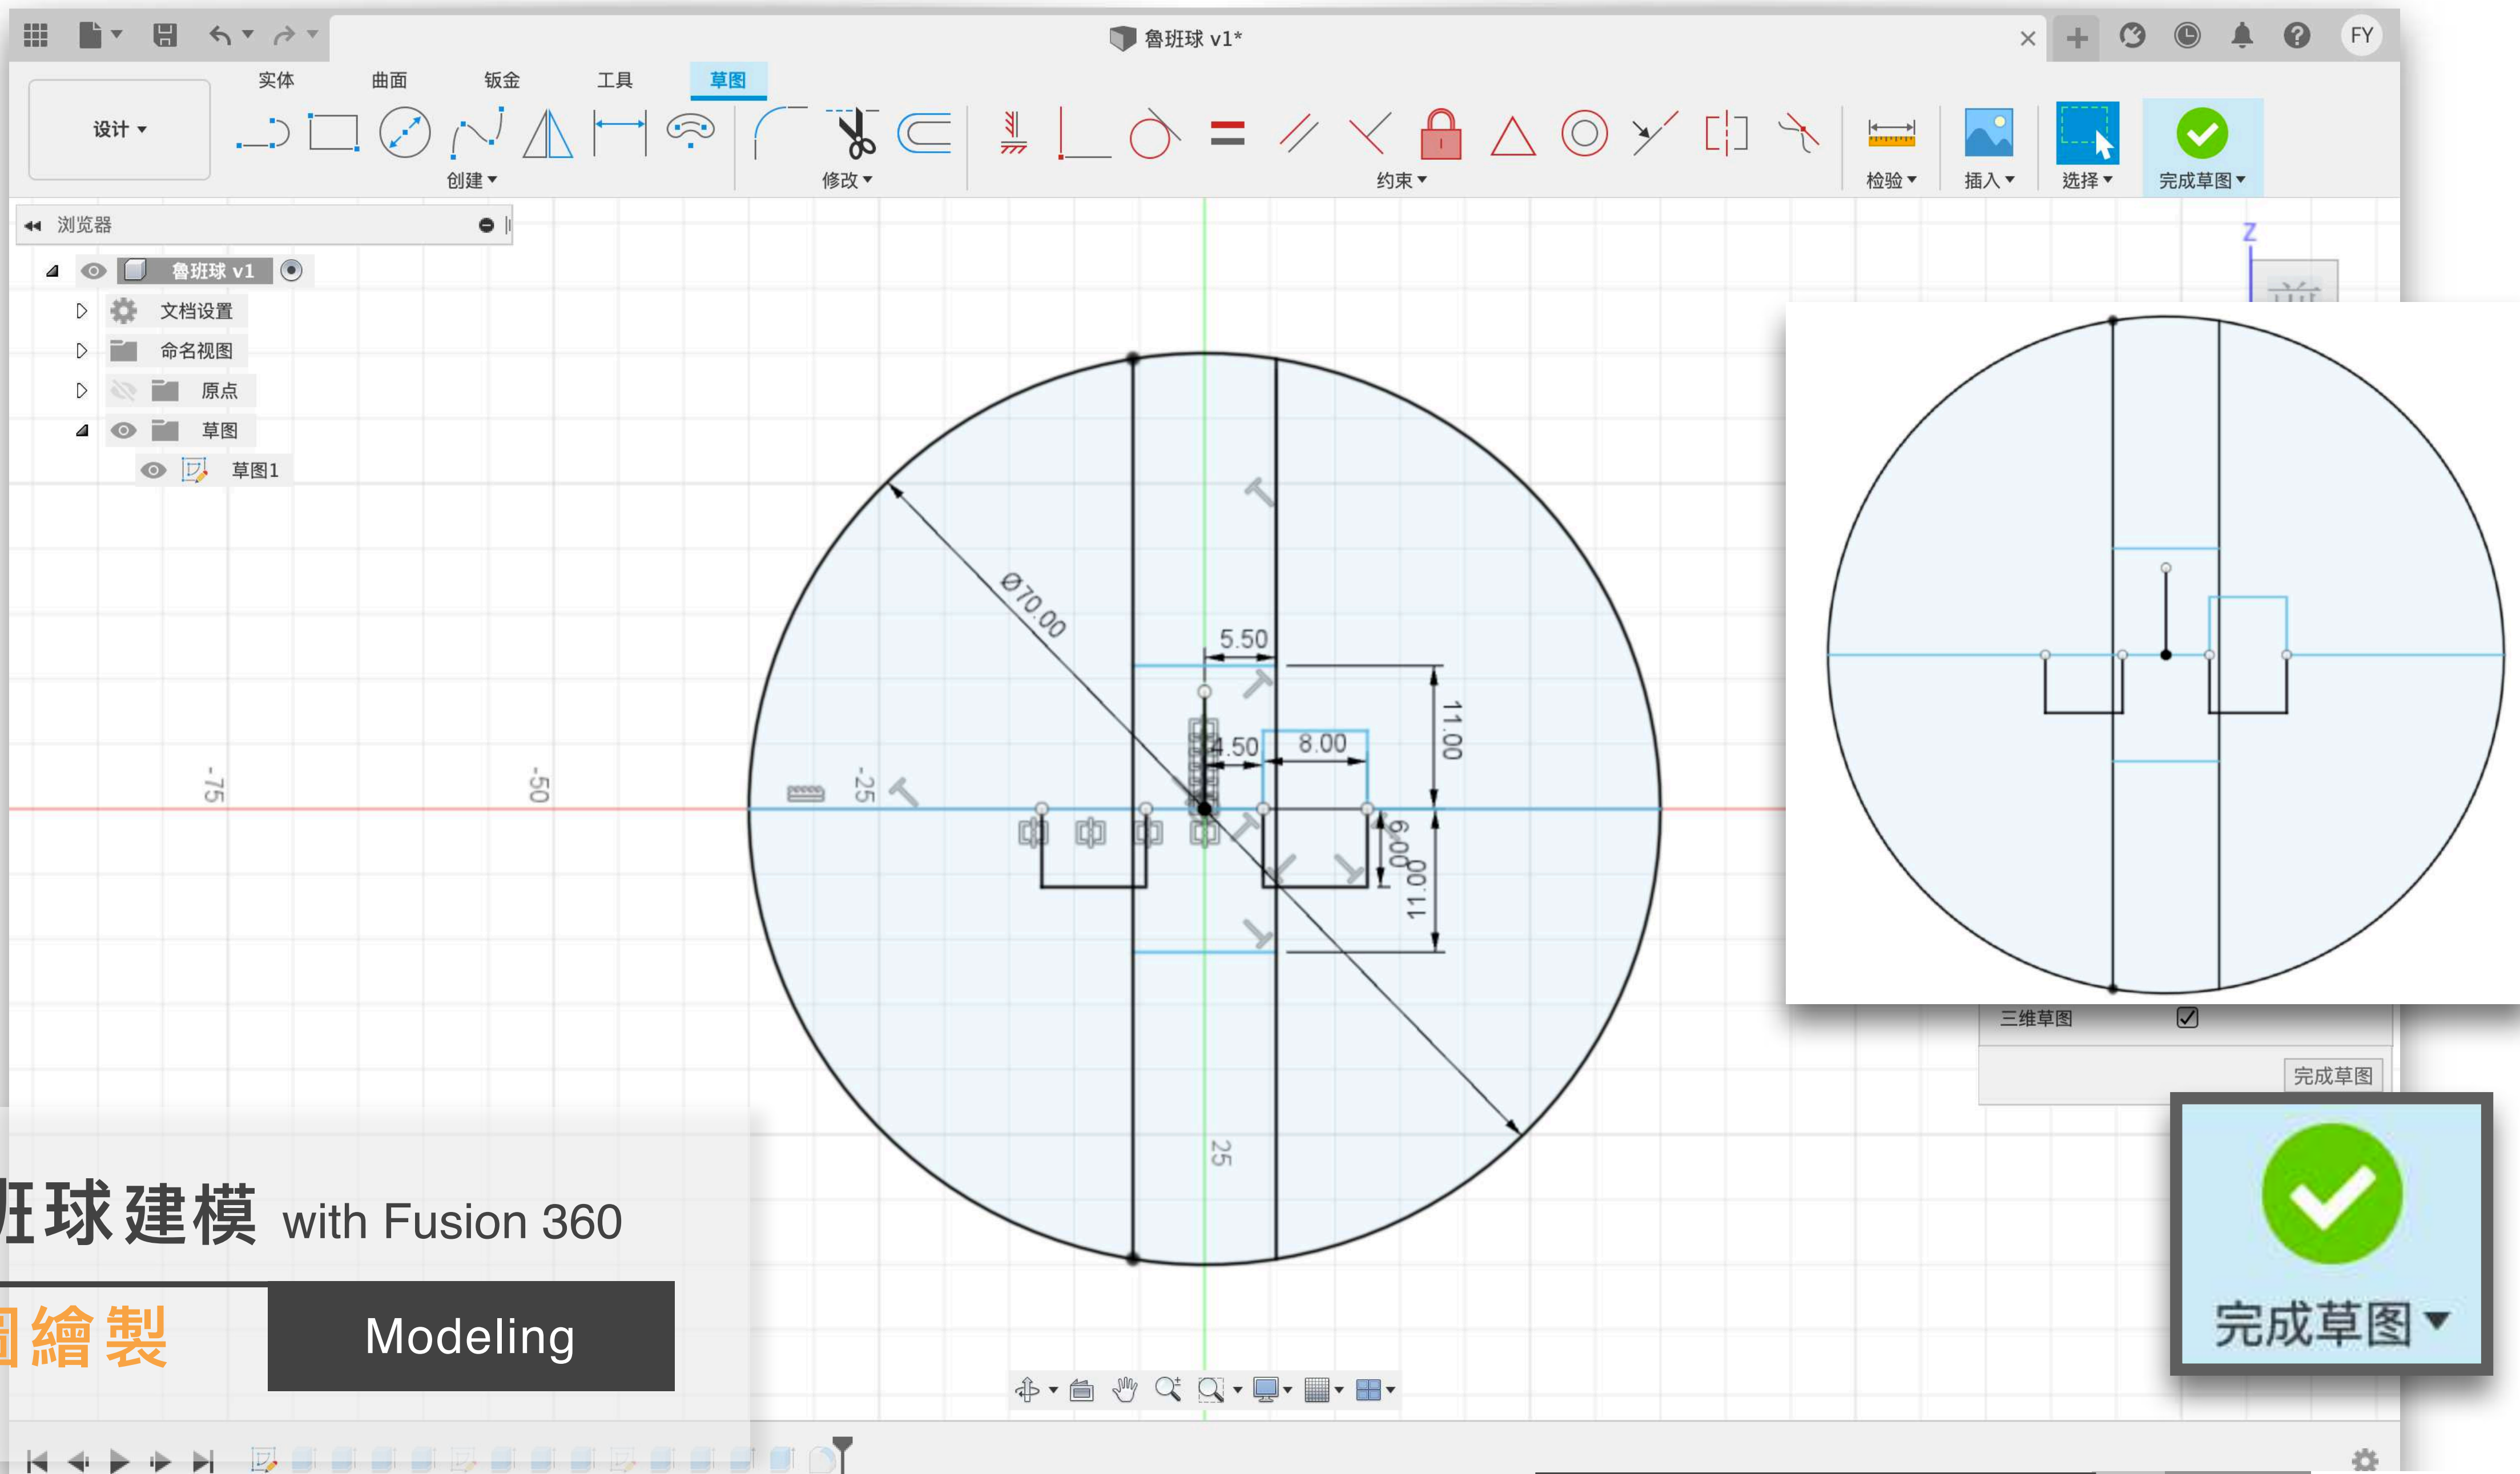 魯班球 v1*
FY
实体 曲面 钣金 工具 草图
设计
创建 修改 约束 检验 插入 选择 完成草图
浏览器
魯班球 v1
文档设置
命名视图
原点
草图
草图1
Z
前
Ø70.00
5.50
4.50
8.00
11.00
6.00
11.00
-75
-50
-25
25
三维草图
完成草图
完成草图
班球建模 with Fusion 360
圖繪製
Modeling